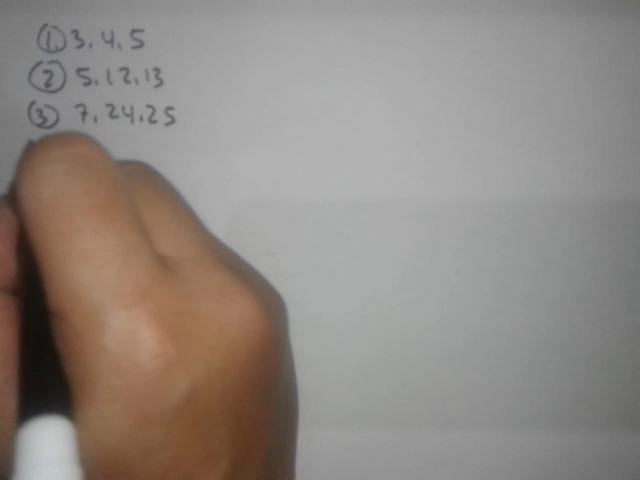 ① 3, 4, 5
② 5, 12, 13
③ 7, 24, 25